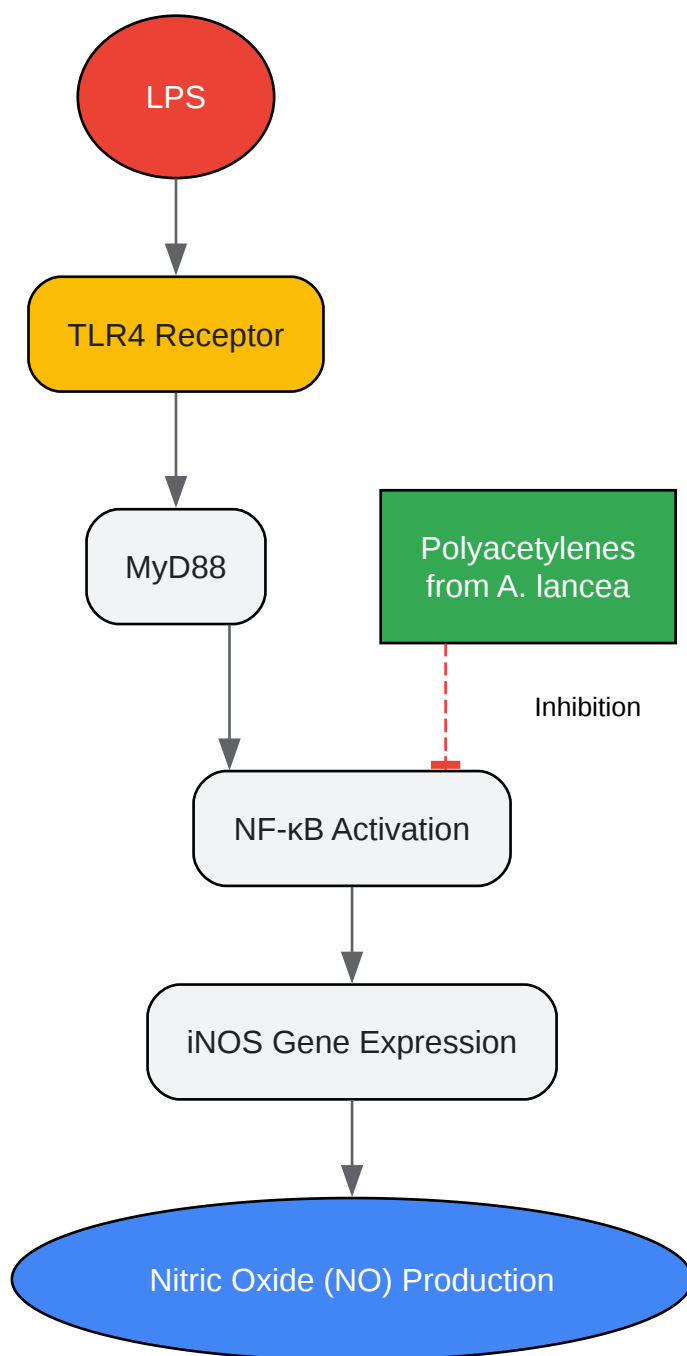 LPS
TLR4 Receptor
MyD88
Polyacetylenes
from A. lancea
Inhibition
NF-κB Activation
iNOS Gene Expression
Nitric Oxide (NO) Production